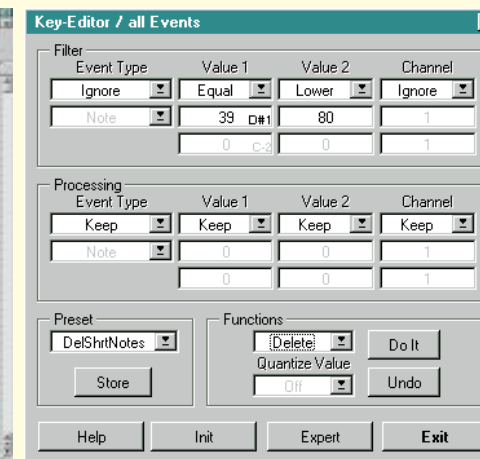 Key-Editor / all Events
Filter
Event Type Value 1 Value 2 Channel
Ignore Equal Lower Ignore
Note 39 D#1 80 1
0 C-2 0 1
Processing
Event Type Value 1 Value 2 Channel
Keep Keep Keep Keep
Note 0 0 1
0 0 1
Preset Functions
DelShrtNotes Delete Do It
Quantize Value
Store Off Undo
Help Init Expert Exit